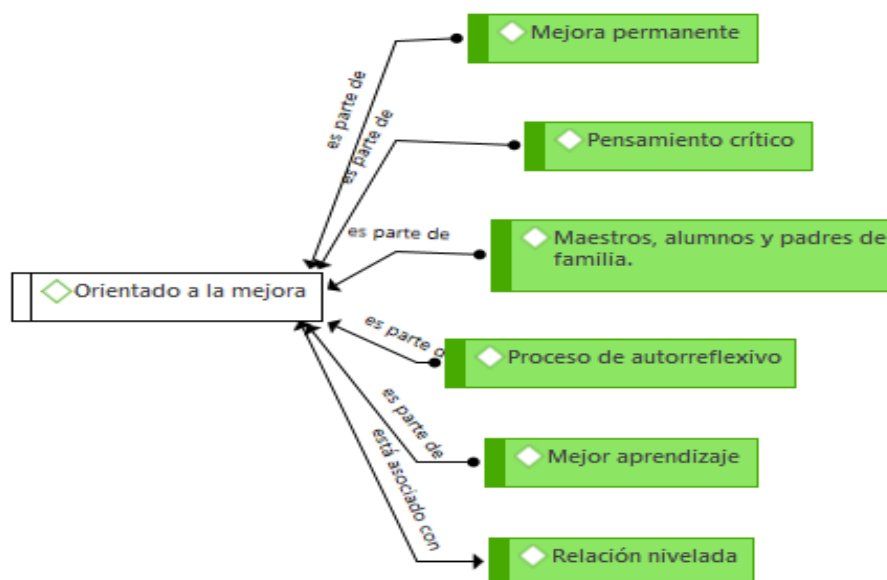 Mejora permanente
es parte de
es parte de
Pensamiento crítico
es parte de
Maestros, alumnos y padres de
familia.
Orientado a la mejora
es parte d
Proceso de autorreflexivo
es parte de
Mejor aprendizaje
está asociado con
Relación nivelada